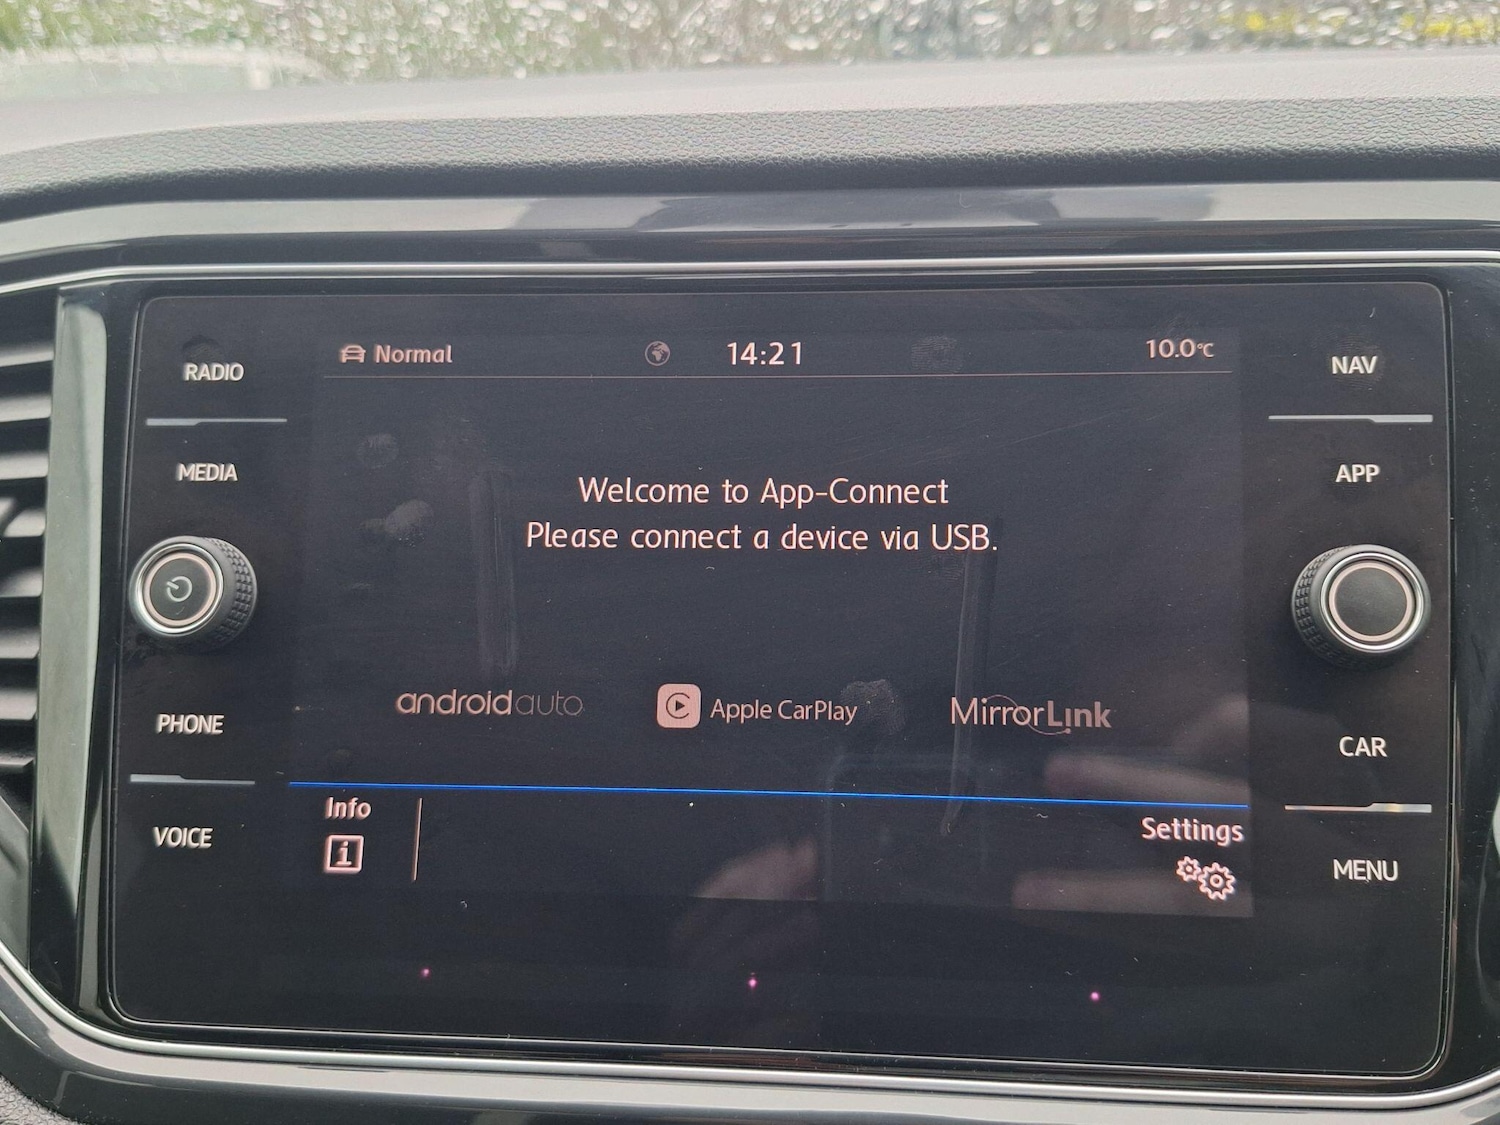 Normal 14:21 10.0°C
RADIO
MEDIA
PHONE
VOICE
Welcome to App-Connect
Please connect a device via USB.
androidauto Apple CarPlay MirrorLink
Info
i
Settings
NAV
APP
CAR
MENU